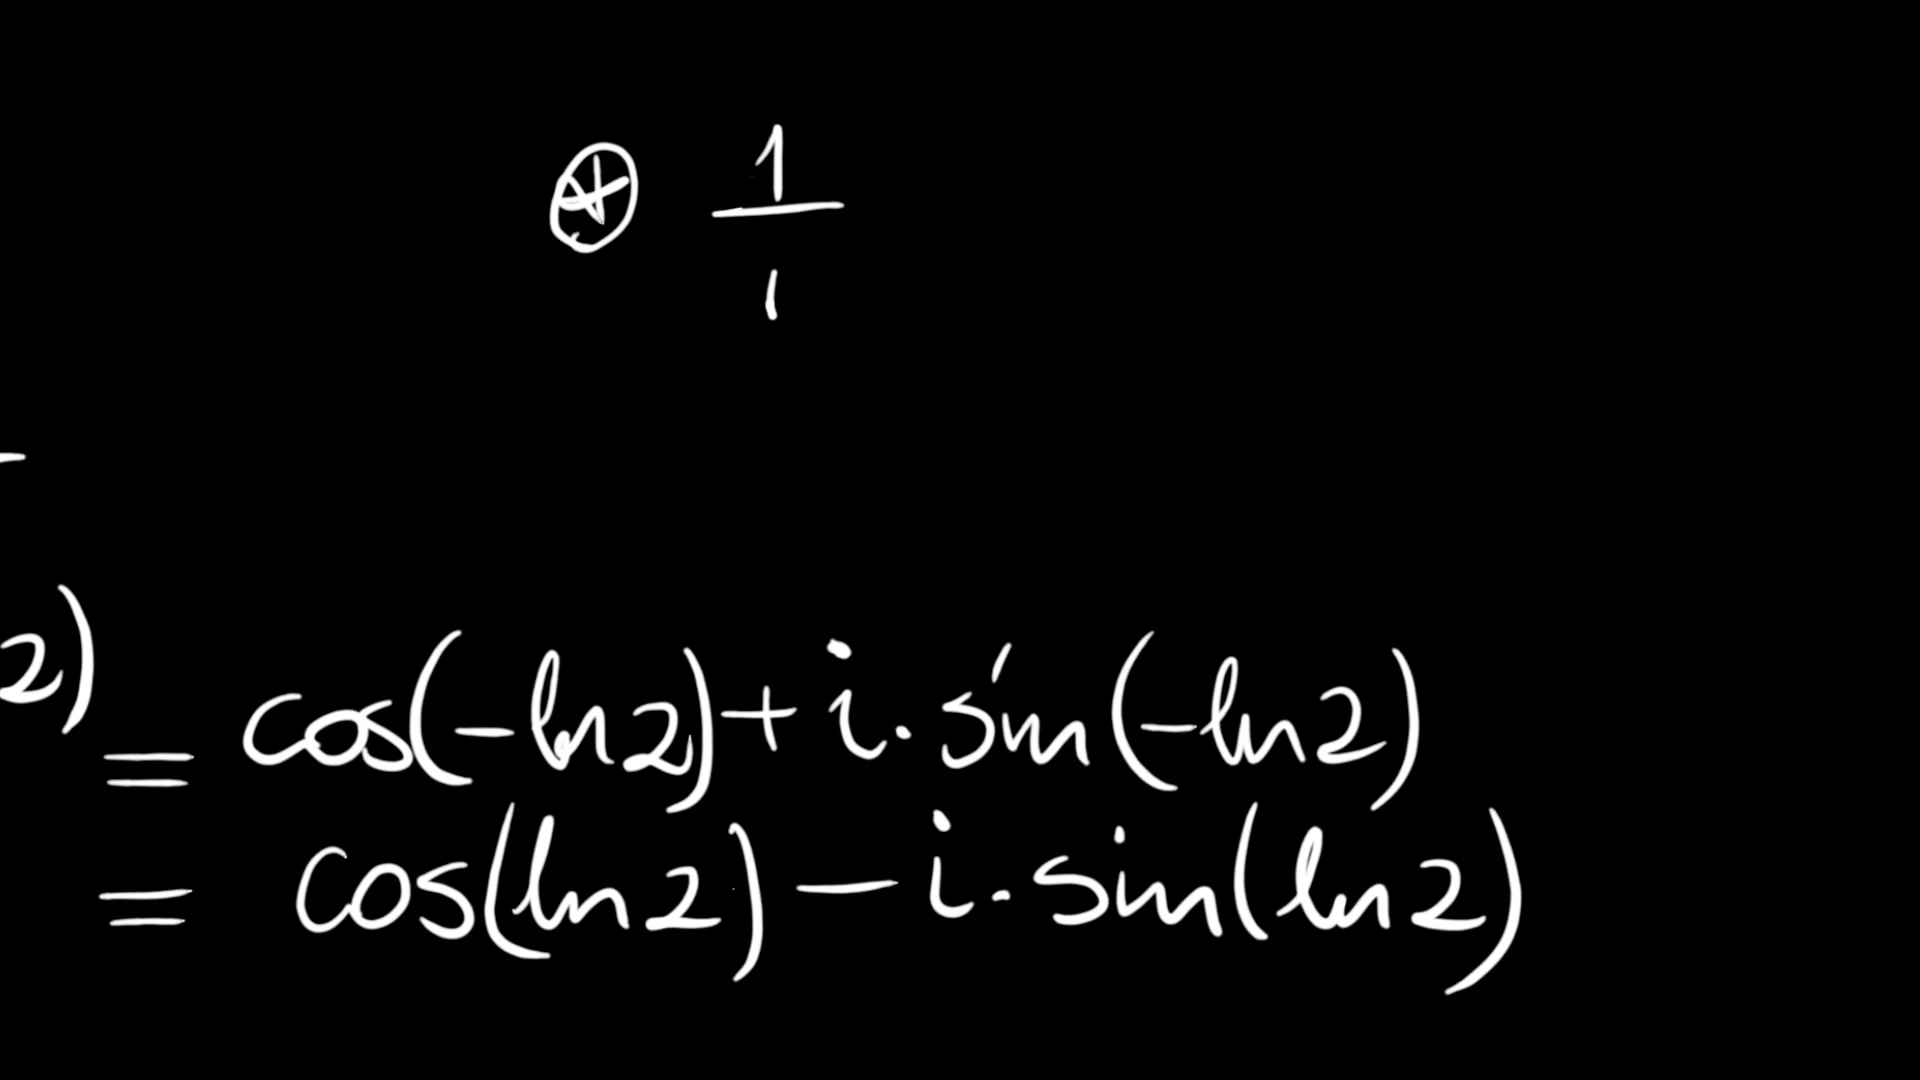 ⊛ 1
ı
2)
= cos(-ln2)+i.sin(-ln2)
= cos(ln2)-i.sin(ln2)